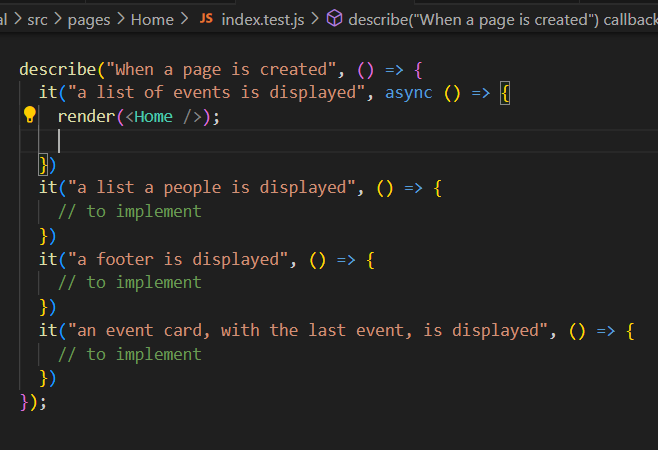 al > src > pages > Home > JS index.test.js > describe("When a page is created") callback
describe("When a page is created", () => {
it("a list of events is displayed", async () => {
render(<Home />);
})
it("a list a people is displayed", () => {
// to implement
})
it("a footer is displayed", () => {
// to implement
})
it("an event card, with the last event, is displayed", () => {
// to implement
})
});